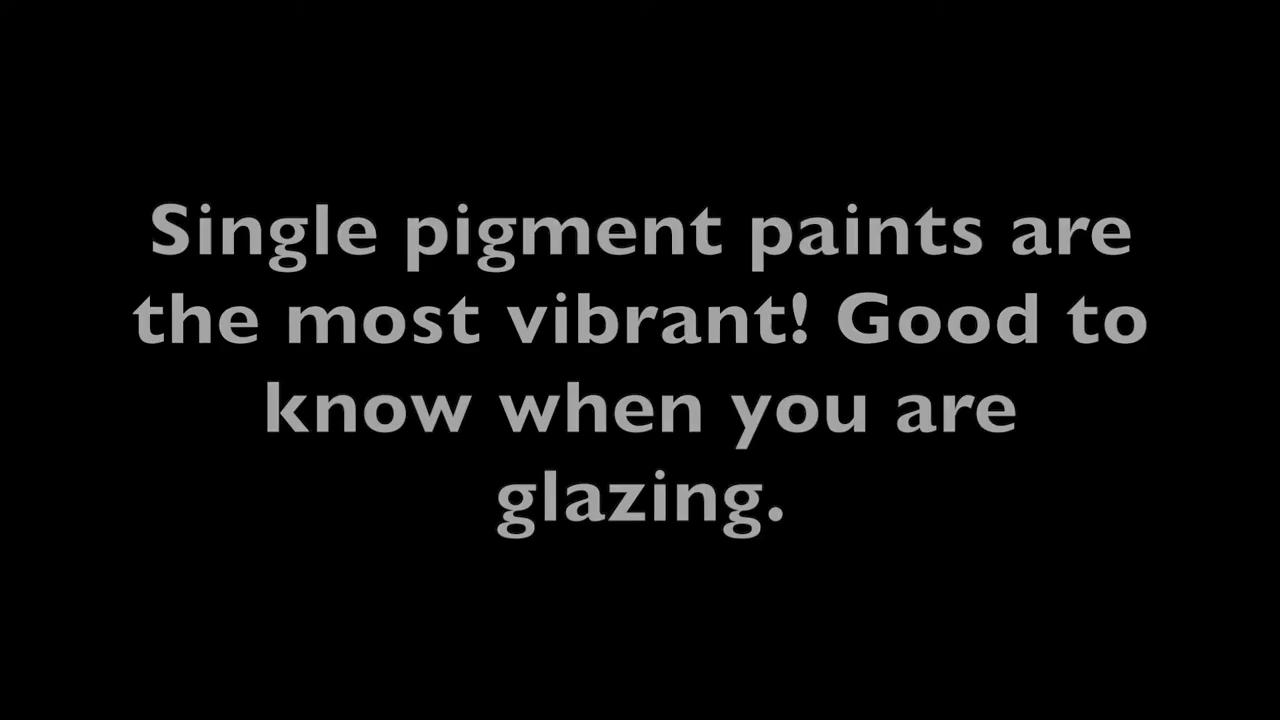 Single pigment paints are
the most vibrant! Good to
know when you are
glazing.